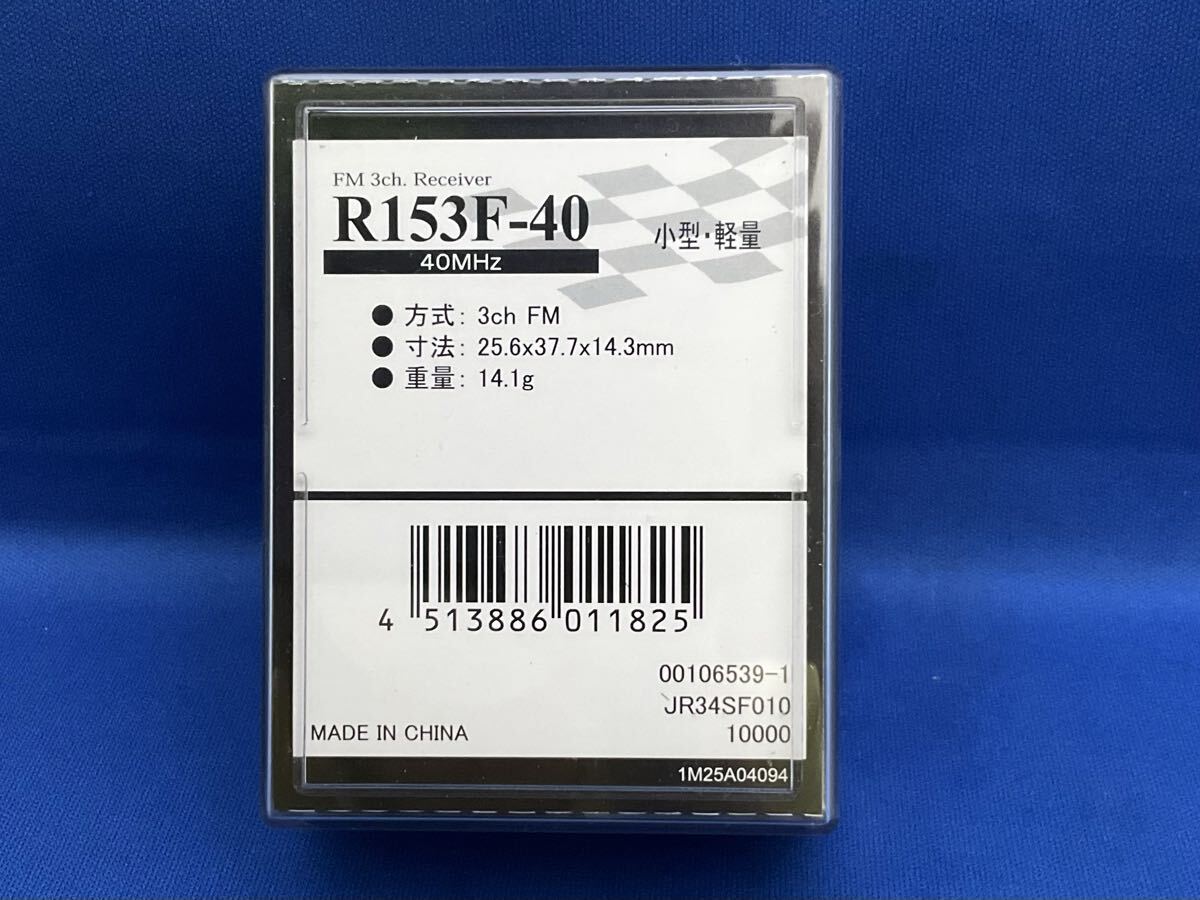 FM 3ch. Receiver
R153F-40
小型・軽量
40MHz
● 方式: 3ch FM
● 寸法: 25.6x37.7x14.3mm
● 重量: 14.1g
4 513886 011825
00106539-1
JR34SF010
MADE IN CHINA 10000
1M25A04094